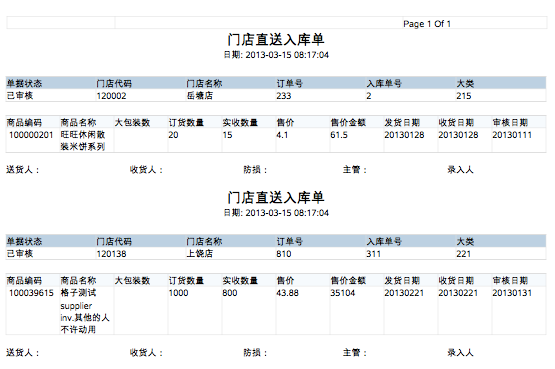 Page 1 Of 1
门店直送入库单
日期: 2013-03-15 08:17:04
单据状态 门店代码 门店名称 订单号 入库单号 大类
已审核 120002 岳塘店 233 2 215
商品编码 商品名称 大包装数 订货数量 实收数量 售价 售价金额 发货日期 收货日期 审核日期
100000201 旺旺休闲散 20 15 4.1 61.5 20130128 20130128 20130111
装米饼系列
送货人： 收货人： 防损： 主管： 录入人
门店直送入库单
日期: 2013-03-15 08:17:04
单据状态 门店代码 门店名称 订单号 入库单号 大类
已审核 120138 上饶店 810 311 221
商品编码 商品名称 大包装数 订货数量 实收数量 售价 售价金额 发货日期 收货日期 审核日期
100039615 格子测试 1000 800 43.88 35104 20130221 20130221 20130131
supplier
inv.其他的人
不许动用
送货人： 收货人： 防损： 主管： 录入人